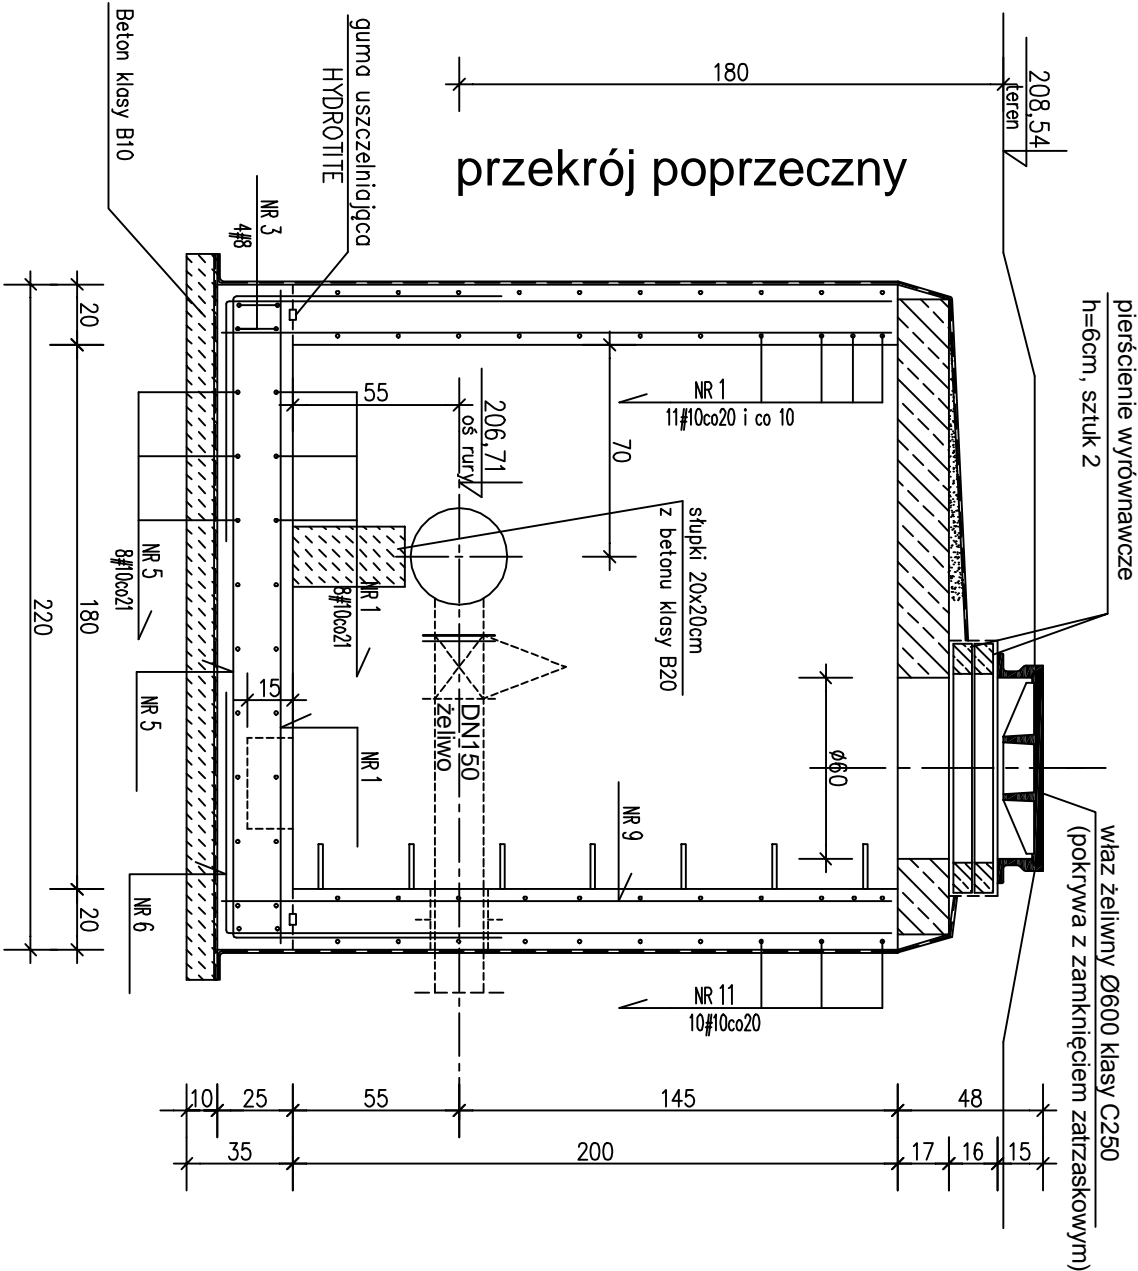 przekrój poprzeczny
180
208,54
teren
pierścienie wyrównawcze
h=6cm, sztuk 2
właz żeliwny Ø600 klasy C250
(pokrywa z zamknięciem zatrzaskowym)
guma uszczelniająca
HYDROTITE
Beton klasy B10
NR 3
4#8
NR 1
11#10co20 i co 10
55
206,71
oś rury
70
słupki 20x20cm
z betonu klasy B20
NR 5
8#10co21
NR 1
8#10co21
NR 5
15
NR 1
NR 6
DN150
żeliwo
Ø60
NR 9
NR 11
10#10co20
20
180
20
220
10
25
55
145
48
35
200
17
16
15